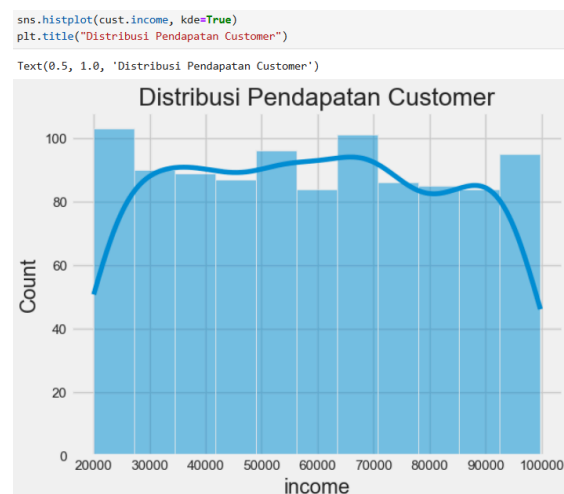 sns.histplot(cust.income, kde=True)
plt.title("Distribusi Pendapatan Customer")
Text(0.5, 1.0, 'Distribusi Pendapatan Customer')
Distribusi Pendapatan Customer
100
80
60
40
20
0
Count
20000 30000 40000 50000 60000 70000 80000 90000 100000
income